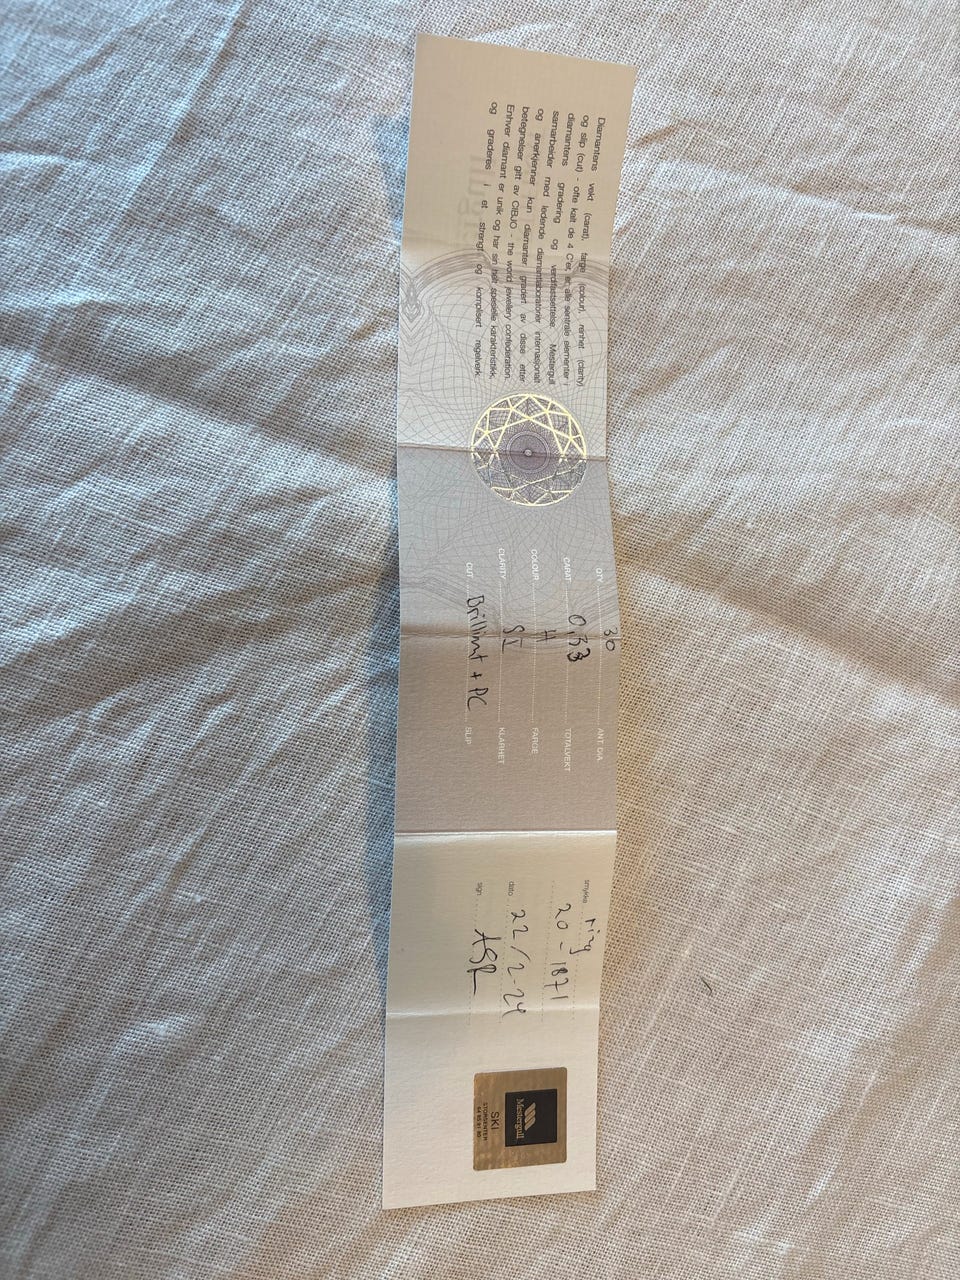 Diamantens vekt (carat), farge (colour), renhet (clarity)
og slip (cut) - ofte kalt de 4 C'er, er alle sentrale elementer i
diamantens gradering og verdifastsettelse. Mestergull
samarbeider med ledende diamantlaboratorier internasjonalt
og anerkjenner kun diamanter gradert av disse etter
betegnelser gitt av CIBJO - the world jewellery confederation.
Enhver diamant er unik og har sin helt spesielle karakteristikk,
og graderes i et strengt og komplisert regelverk.
QTY 36 ANT DIA
CARAT 0,33 TOTALVEKT
COLOUR H FARGE
CLARITY SI KLARHET
CUT Brilliant + PC SLIP
smykke ring
20-1871
dato 22/2-24
sign
Mestergull
SKI
STORSENTER